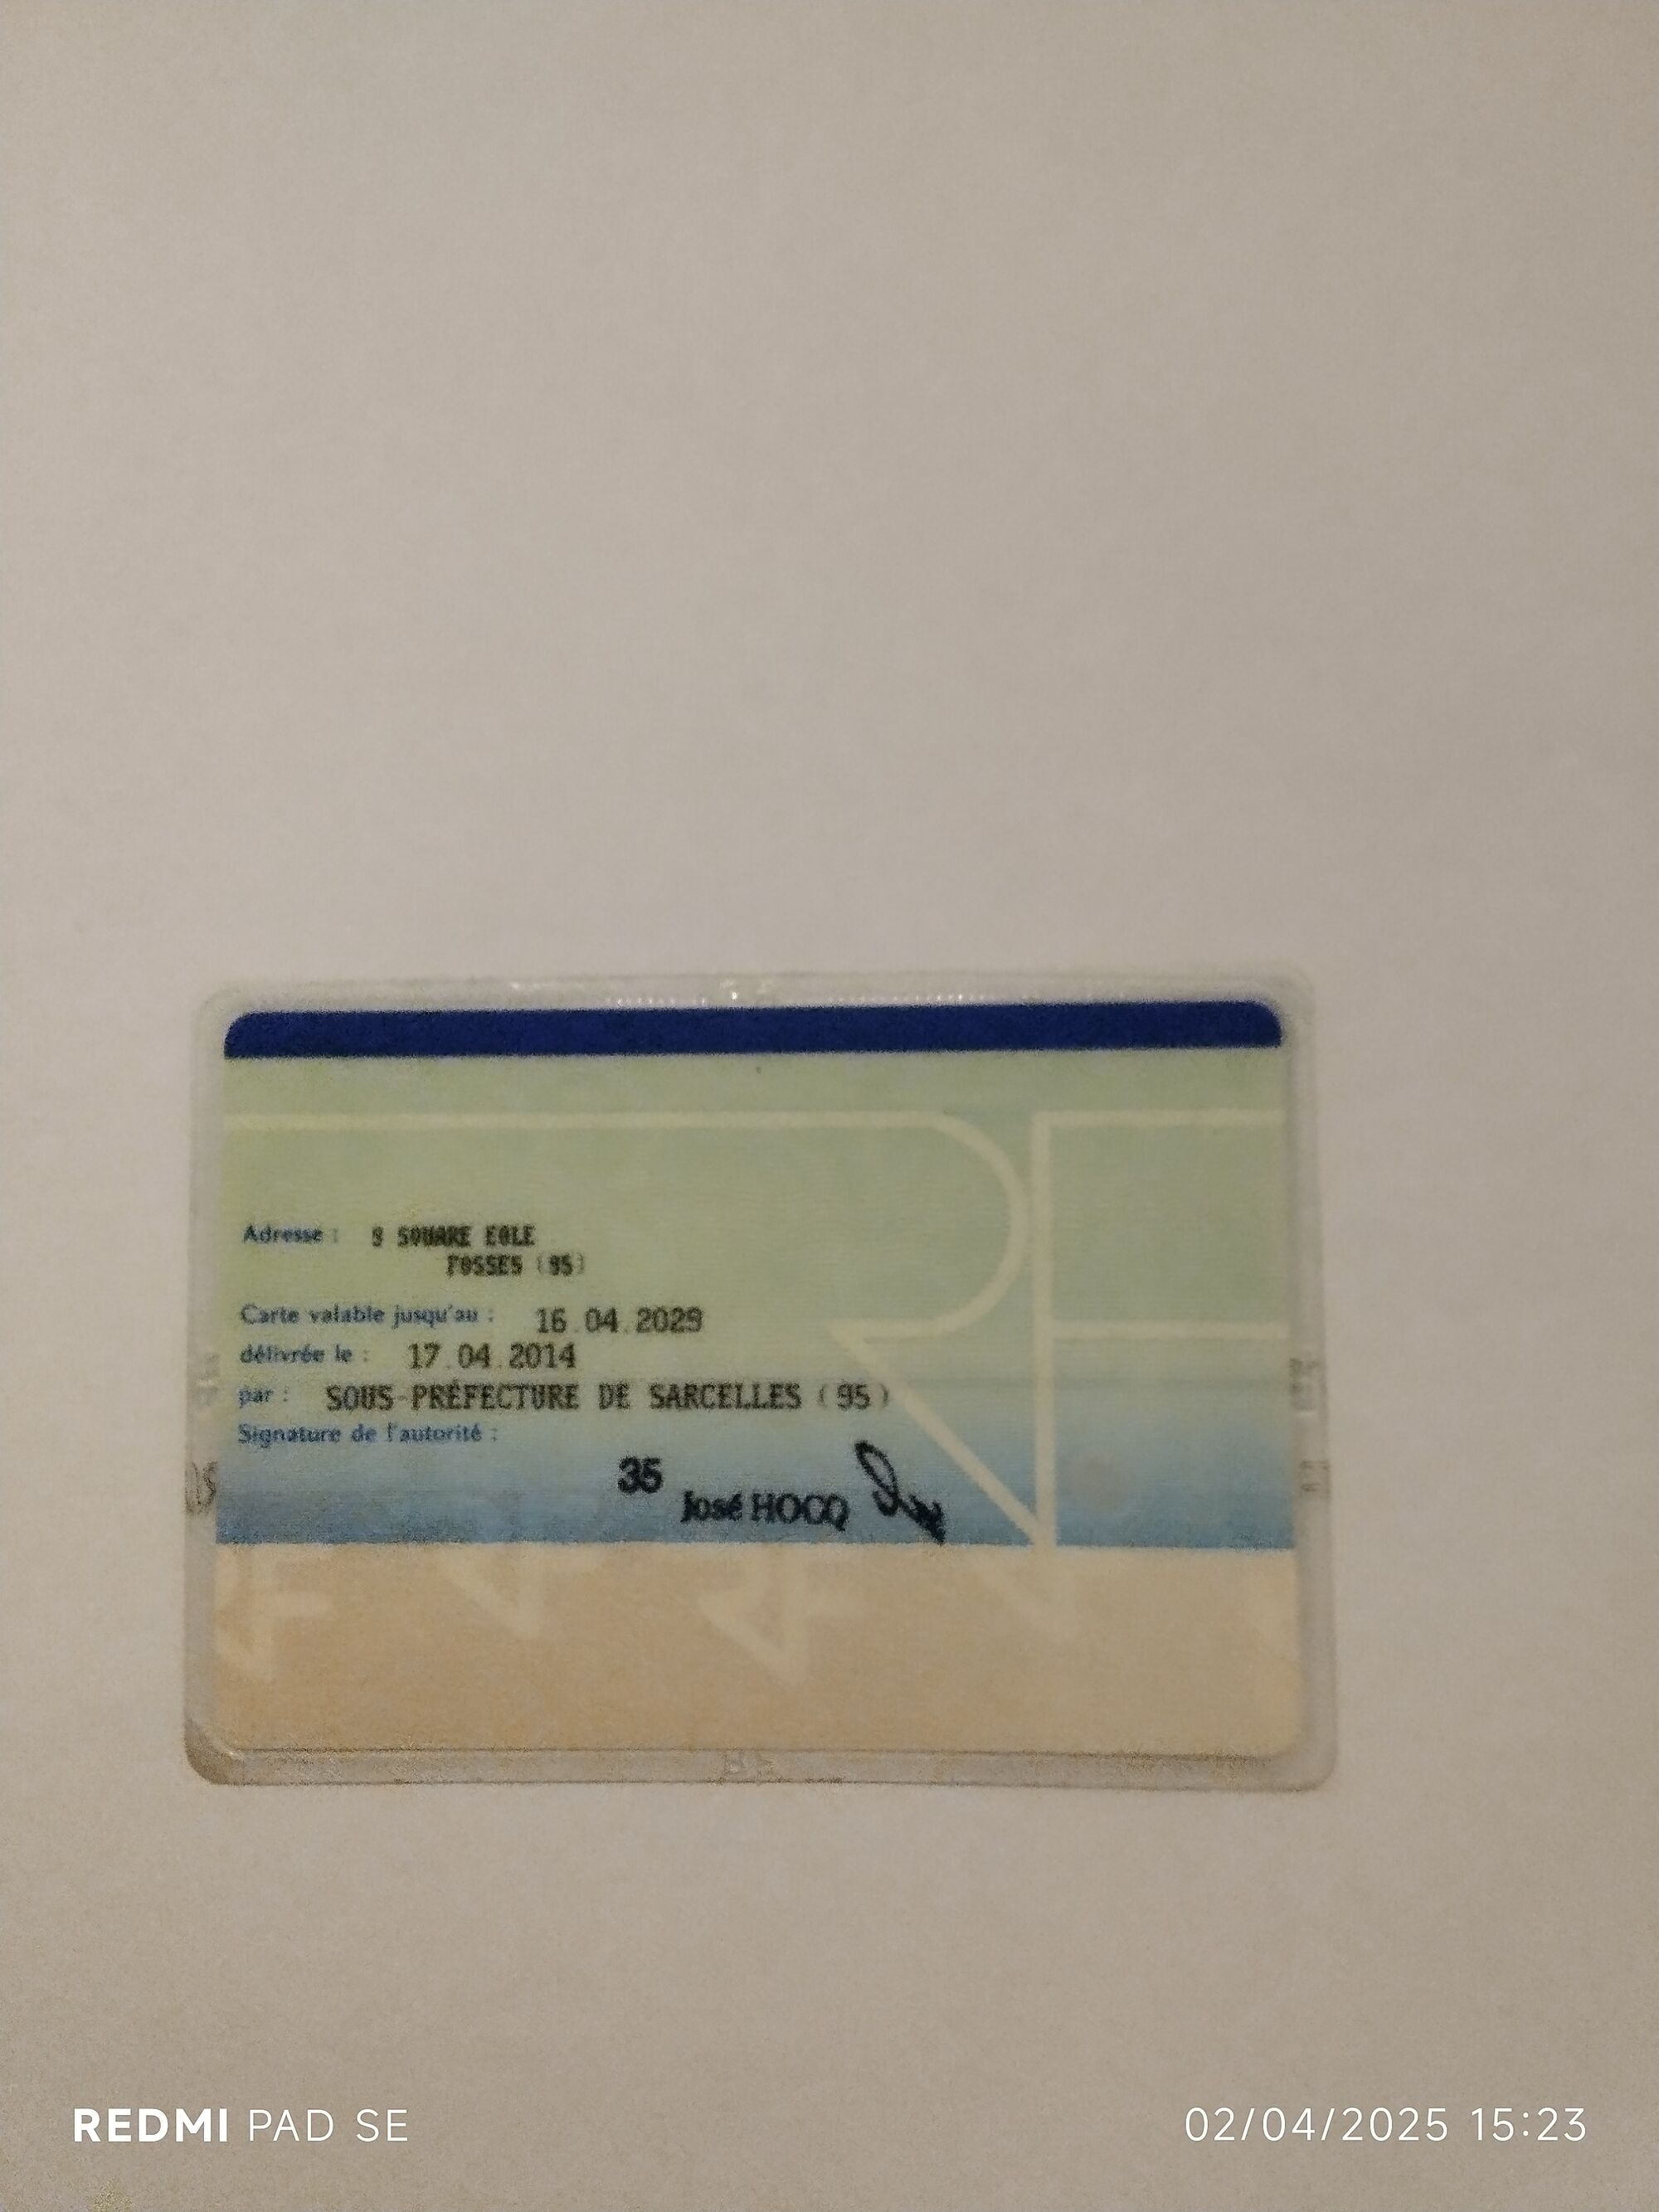 Adresse : SQUARE EOLE
FOSSES (95)
Carte valable jusqu'au : 16.04.2029
délivrée le : 17.04.2014
par : SOUS-PRÉFECTURE DE SARCELLES (95)
Signature de l'autorité :
35
José HOCQ
REDMI PAD SE
02/04/2025 15:23